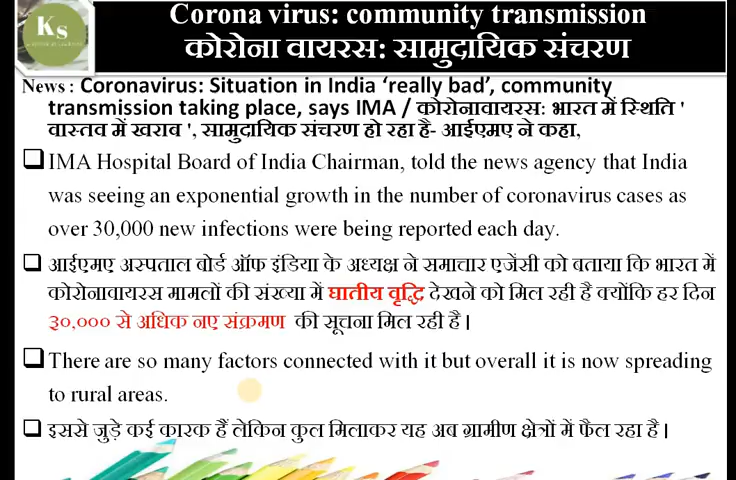 Ks
Corona virus: community transmission
कोरोना वायरस: सामुदायिक संचरण
News : Coronavirus: Situation in India ‘really bad’, community
transmission taking place, says IMA / कोरोनावायरस: भारत में स्थिति '
वास्तव में खराब ', सामुदायिक संचरण हो रहा है- आईएमए ने कहा,
IMA Hospital Board of India Chairman, told the news agency that India
was seeing an exponential growth in the number of coronavirus cases as
over 30,000 new infections were being reported each day.
आईएमए अस्पताल बोर्ड ऑफ इंडिया के अध्यक्ष ने समाचार एजेंसी को बताया कि भारत में
कोरोनावायरस मामलों की संख्या में घातीय वृद्धि देखने को मिल रही है क्योंकि हर दिन
३०,००० से अधिक नए संक्रमण की सूचना मिल रही है।
There are so many factors connected with it but overall it is now spreading
to rural areas.
इससे जुड़े कई कारक हैं लेकिन कुल मिलाकर यह अब ग्रामीण क्षेत्रों में फैल रहा है।